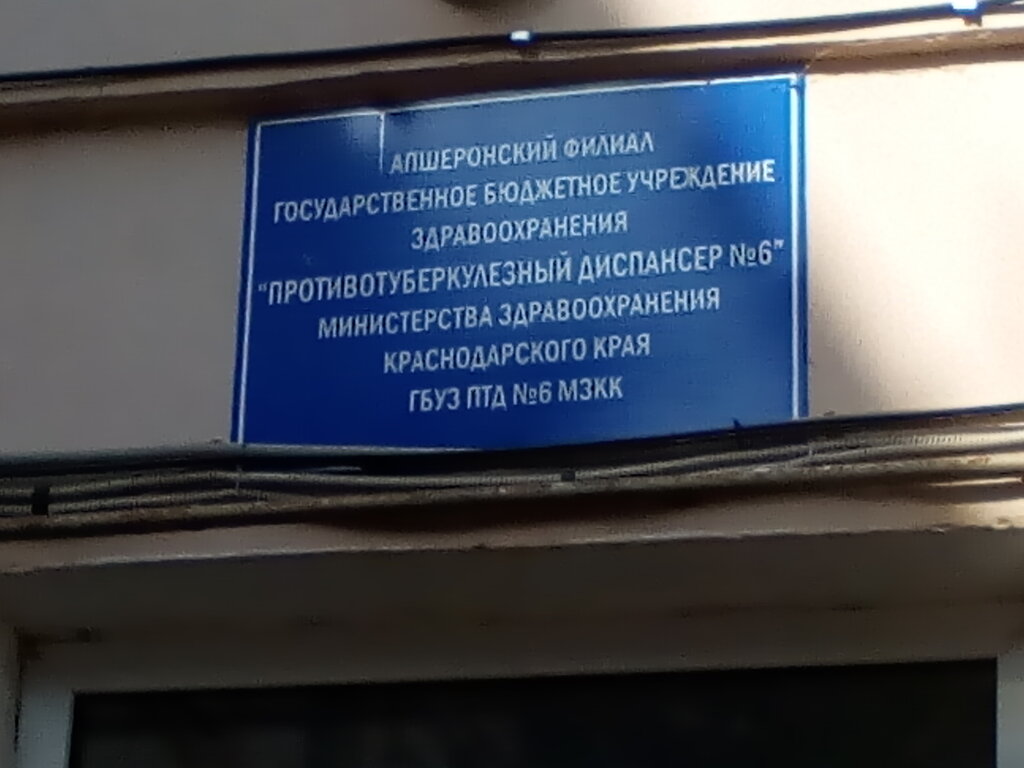 АПШЕРОНСКИЙ ФИЛИАЛ
ГОСУДАРСТВЕННОЕ БЮДЖЕТНОЕ УЧРЕЖДЕНИЕ
ЗДРАВООХРАНЕНИЯ
"ПРОТИВОТУБЕРКУЛЕЗНЫЙ ДИСПАНСЕР №6"
МИНИСТЕРСТВА ЗДРАВООХРАНЕНИЯ
КРАСНОДАРСКОГО КРАЯ
ГБУЗ ПТД №6 МЗКК